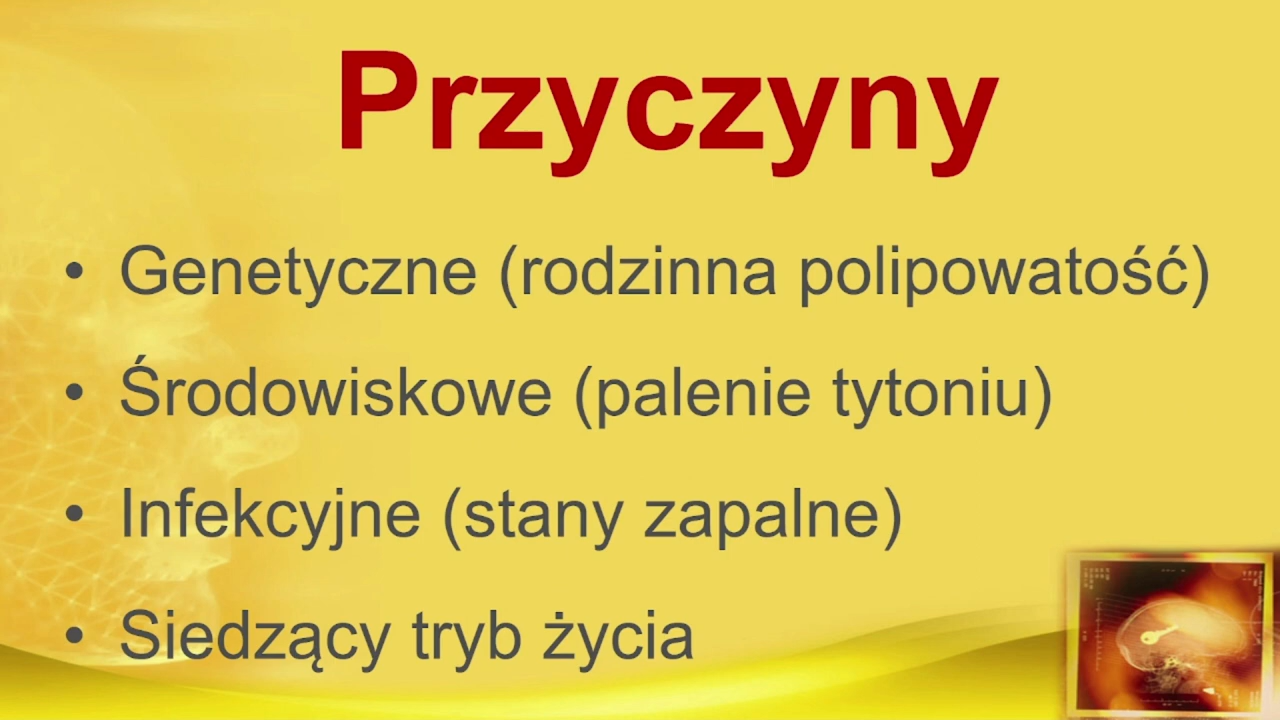 Przyczyny
• Genetyczne (rodzinna polipowatość)
• Środowiskowe (palenie tytoniu)
• Infekcyjne (stany zapalne)
• Siedzący tryb życia